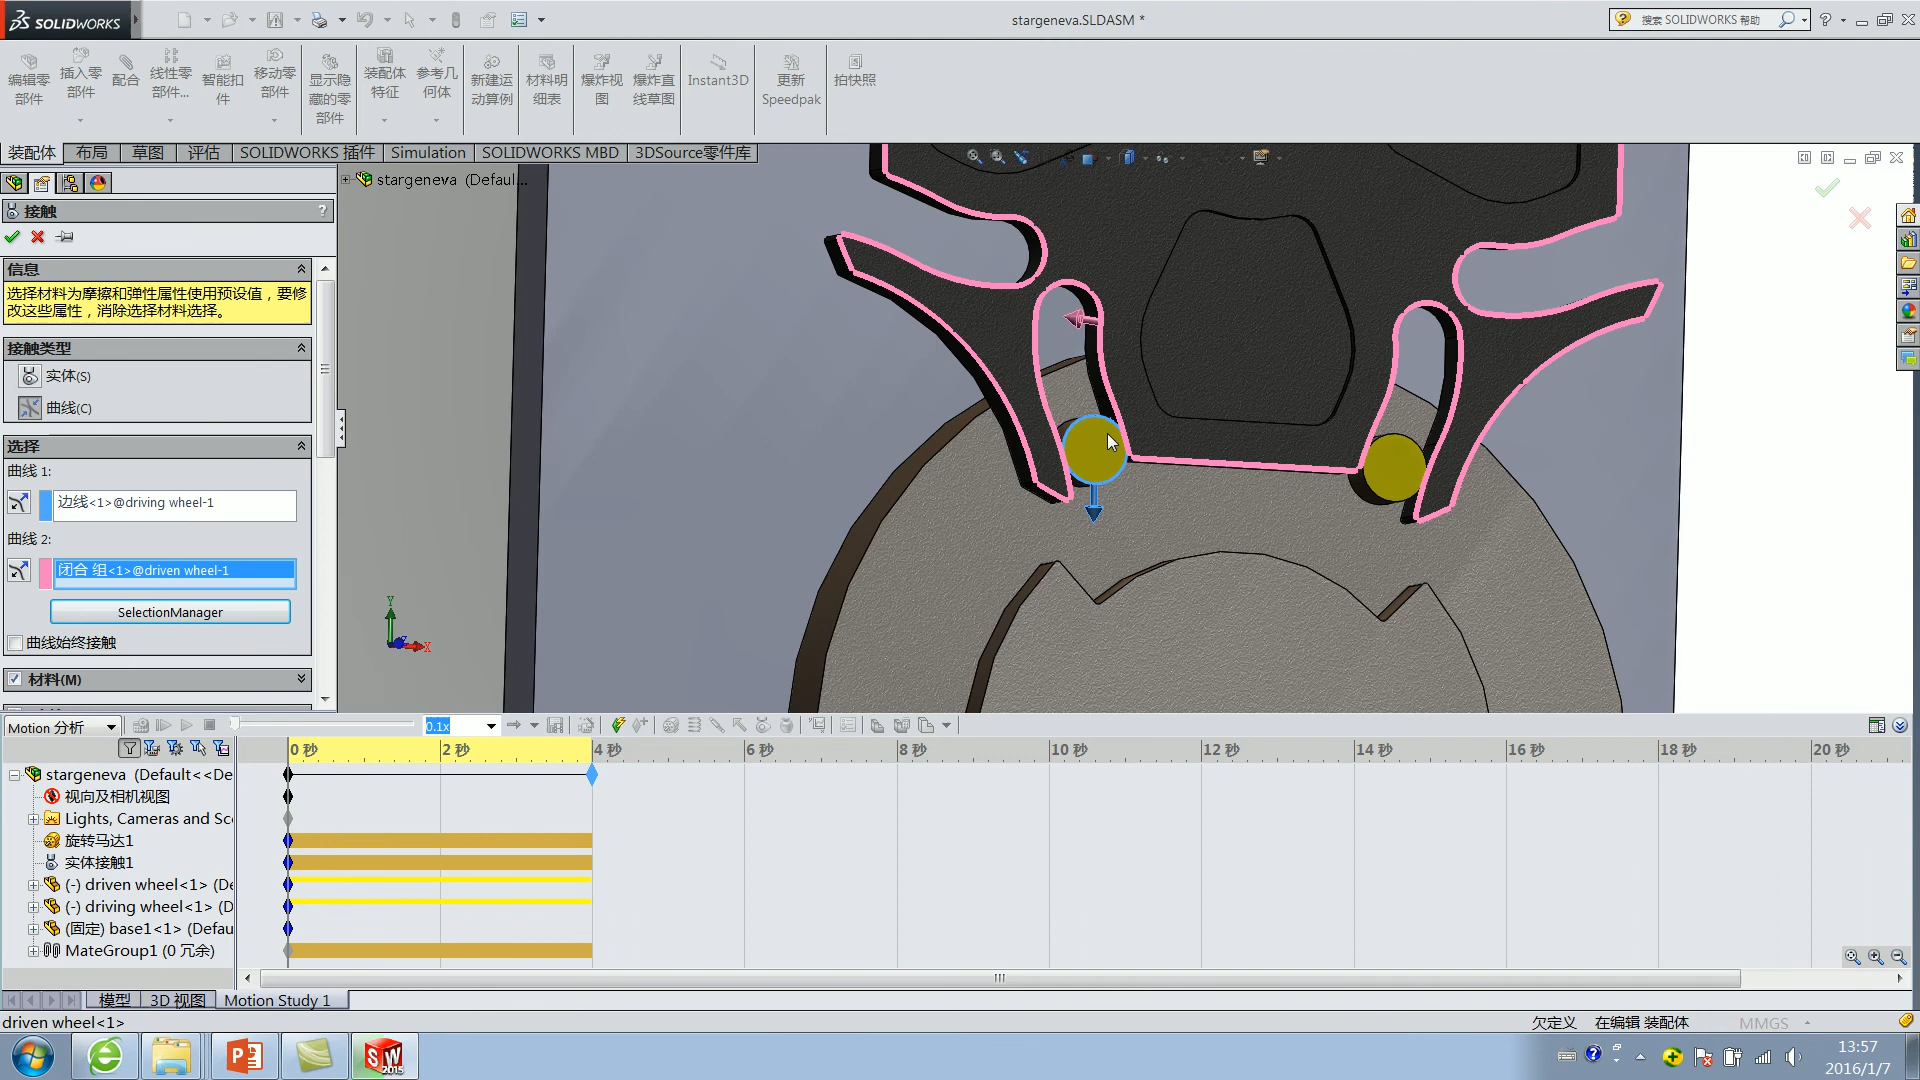 SOLIDWORKS
stargeneva.SLDASM *
搜索 SOLIDWORKS 帮助
编辑零部件
插入零部件
配合
线性零部件...
智能扣件
移动零部件
显示隐藏的零部件
装配体特征
参考几何体
新建运动算例
材料明细表
爆炸视图
爆炸直线草图
Instant3D
更新 Speedpak
拍快照
装配体
布局
草图
评估
SOLIDWORKS 插件
Simulation
SOLIDWORKS MBD
3DSource零件库
stargeneva (Defaul...
接触
?
信息
选择材料为摩擦和弹性属性使用预设值，要修
改这些属性，消除选择材料选择。
接触类型
实体(S)
曲线(C)
选择
曲线 1:
边线<1>@driving wheel-1
曲线 2:
闭合 组<1>@driven wheel-1
SelectionManager
曲线始终接触
材料(M)
Y
X
Motion 分析
0.1x
0 秒
2 秒
4 秒
6 秒
8 秒
10 秒
12 秒
14 秒
16 秒
18 秒
20 秒
stargeneva (Default<<De
视向及相机视图
Lights, Cameras and Sc
旋转马达1
实体接触1
(-) driven wheel<1> (De
(-) driving wheel<1> (D
(固定) base1<1> (Defau
MateGroup1 (0 冗余)
模型
3D 视图
Motion Study 1
driven wheel<1>
欠定义
在编辑 装配体
MMGS
SW
2015
13:57
2016/1/7